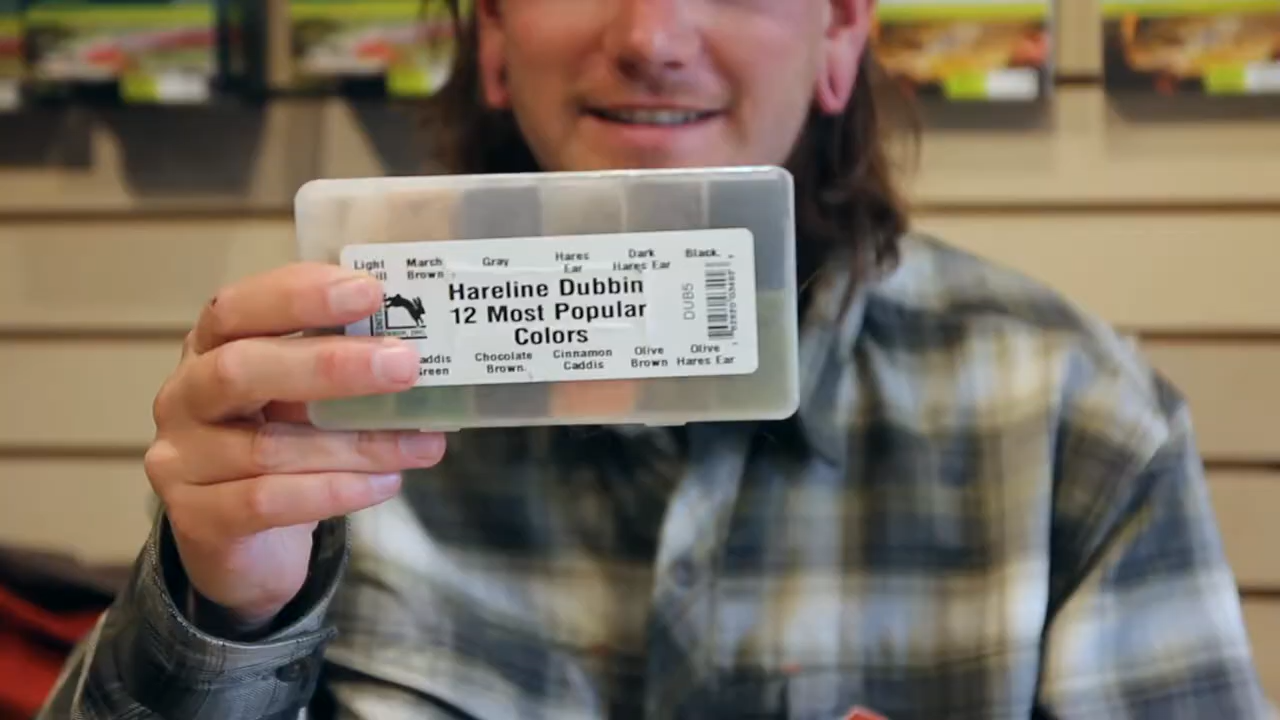 Light March Gray Hares Dark Black
Brown Ear Hares Ear
Hareline Dubbin
12 Most Popular
Colors
DUB5
Chocolate Cinnamon Olive Olive
Brown Caddis Brown Hares Ear